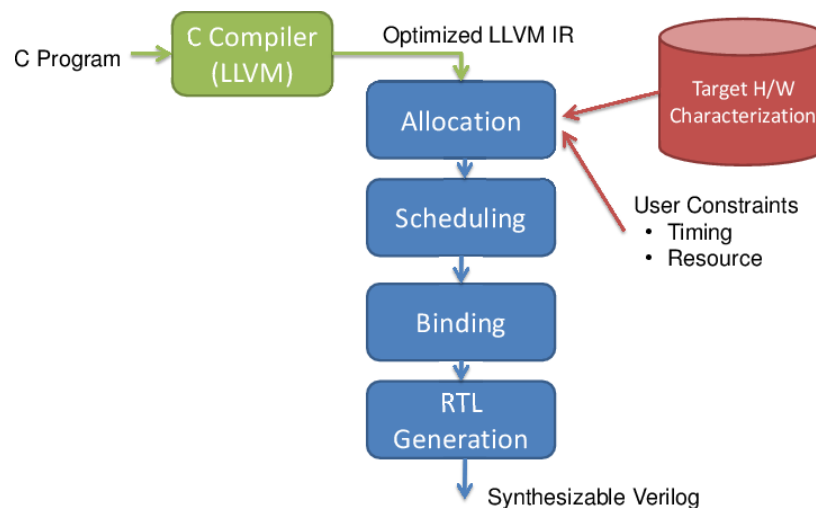 C Program
C Compiler
(LLVM)
Optimized LLVM IR
Target H/W
Characterization
Allocation
User Constraints
• Timing
• Resource
Scheduling
Binding
RTL
Generation
Synthesizable Verilog